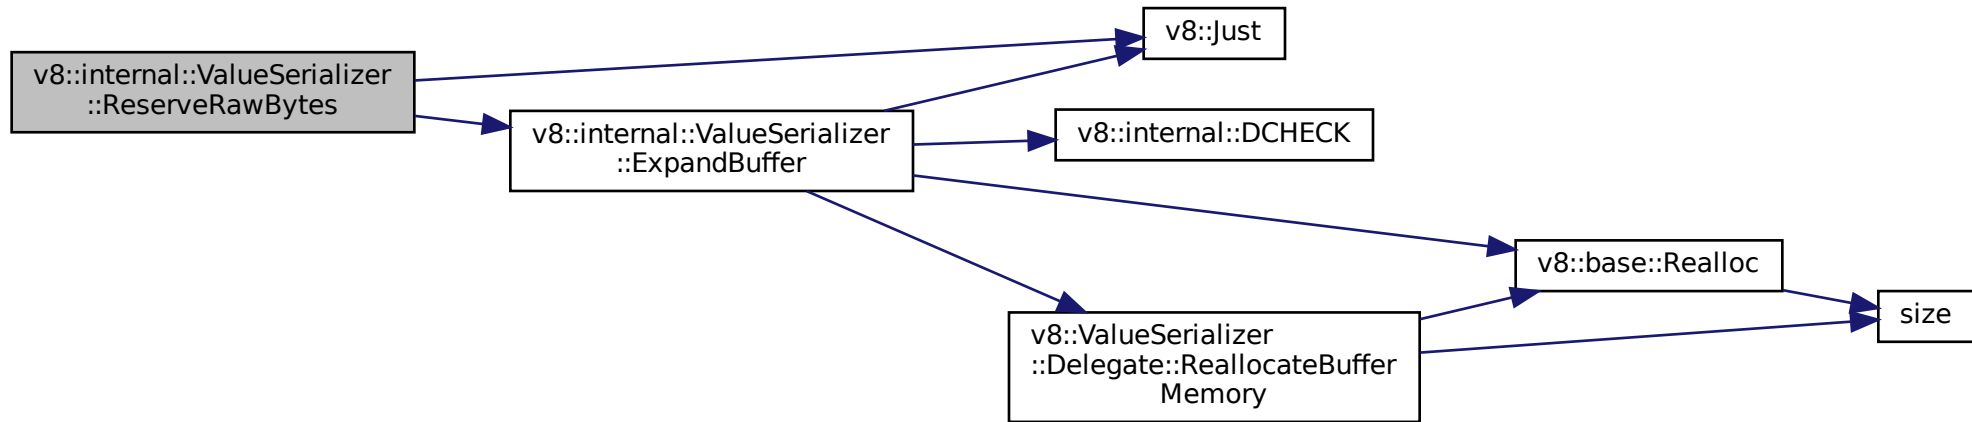 v8::internal::ValueSerializer
::ReserveRawBytes
v8::Just
v8::internal::ValueSerializer
::ExpandBuffer
v8::internal::DCHECK
v8::base::Realloc
v8::ValueSerializer
::Delegate::ReallocateBuffer
Memory
size